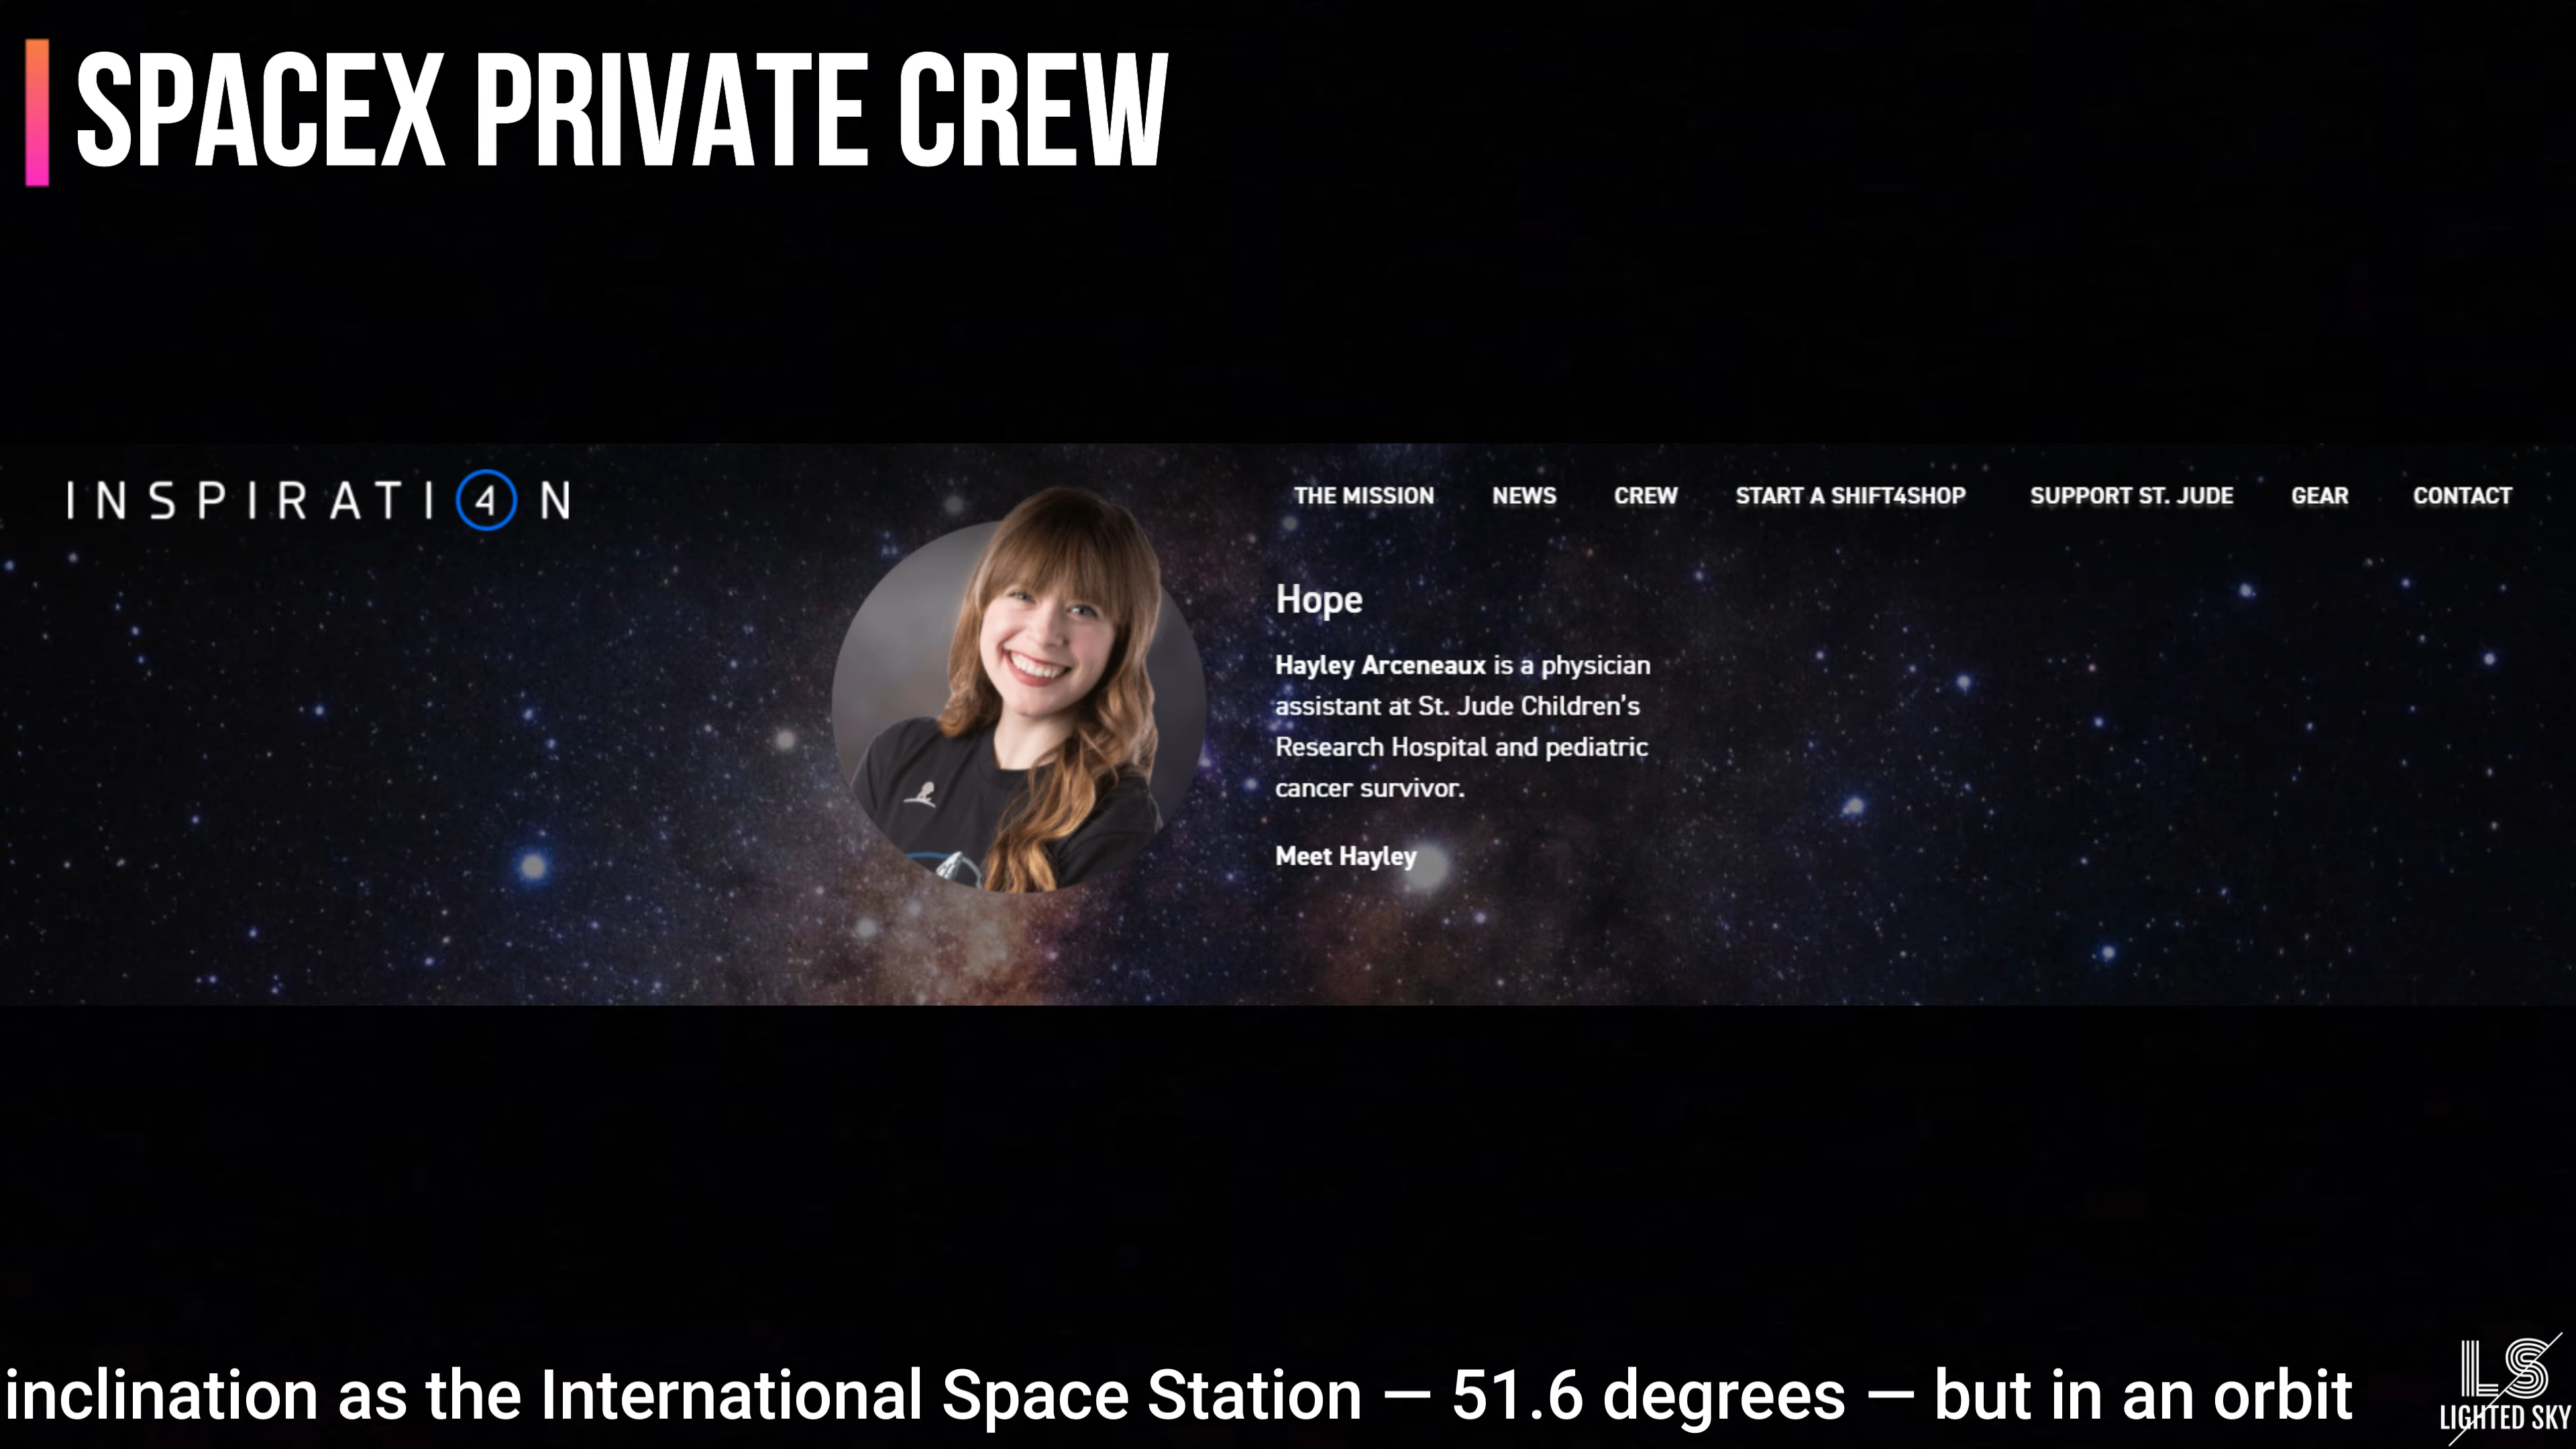 SPACEX PRIVATE CREW
INSPIRATI4N
THE MISSION NEWS CREW START A SHIFT4SHOP SUPPORT ST. JUDE GEAR CONTACT
Hope
Hayley Arceneaux is a physician
assistant at St. Jude Children's
Research Hospital and pediatric
cancer survivor.
Meet Hayley
inclination as the International Space Station — 51.6 degrees — but in an orbit
LS
LIGHTED SKY